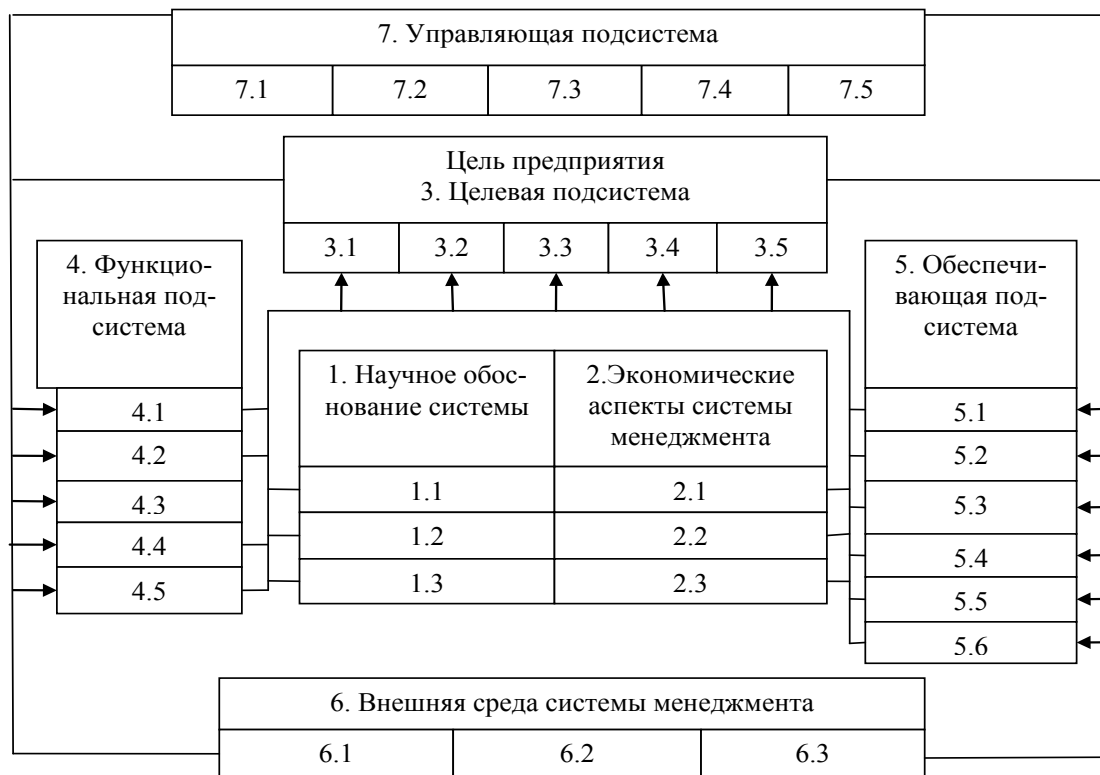 7. Управляющая подсистема
7.1 7.2 7.3 7.4 7.5
Цель предприятия
3. Целевая подсистема
3.1 3.2 3.3 3.4 3.5
4. Функцио-
нальная под-
система
4.1
4.2
4.3
4.4
4.5
1. Научное обос-
нование системы
2.Экономические
аспекты системы
менеджмента
1.1 2.1
1.2 2.2
1.3 2.3
5. Обеспечи-
вающая под-
система
5.1
5.2
5.3
5.4
5.5
5.6
6. Внешняя среда системы менеджмента
6.1 6.2 6.3